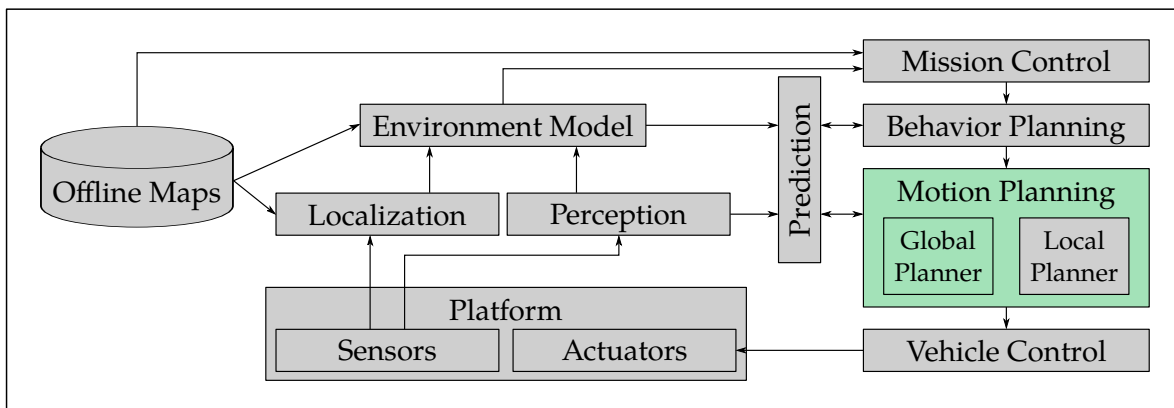 Mission Control
Environment Model
Behavior Planning
Offline Maps
Localization
Perception
Prediction
Motion Planning
Global
Planner
Local
Planner
Platform
Sensors
Actuators
Vehicle Control